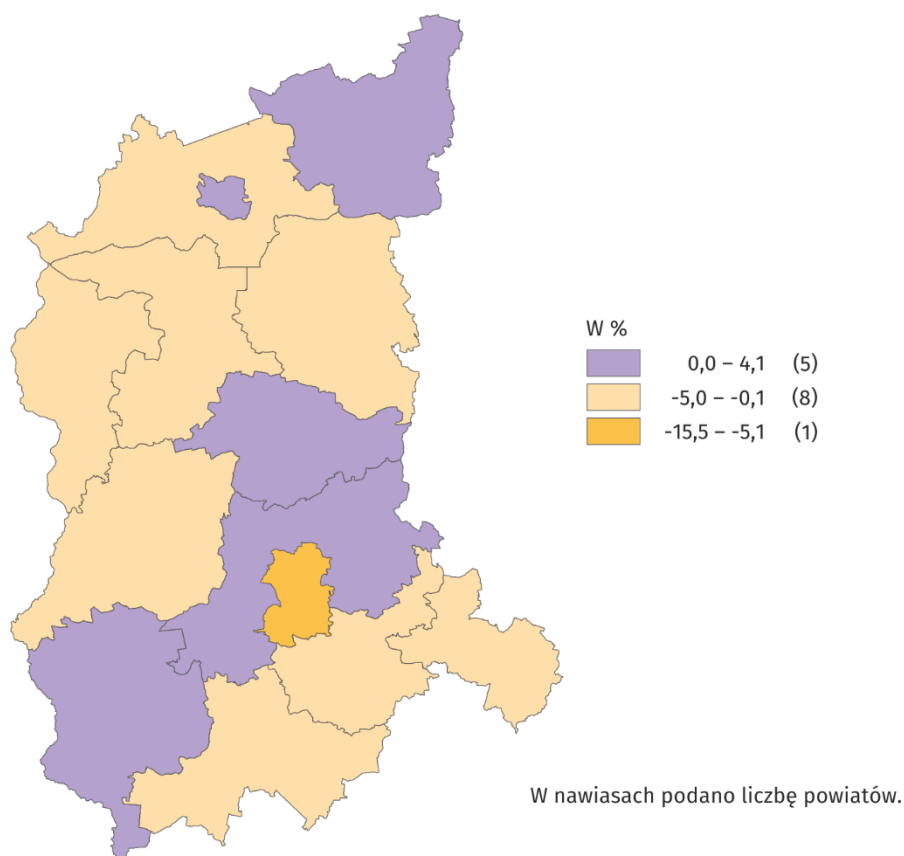 W %
0,0 – 4,1 (5)
-5,0 – -0,1 (8)
-15,5 – -5,1 (1)
W nawiasach podano liczbę powiatów.